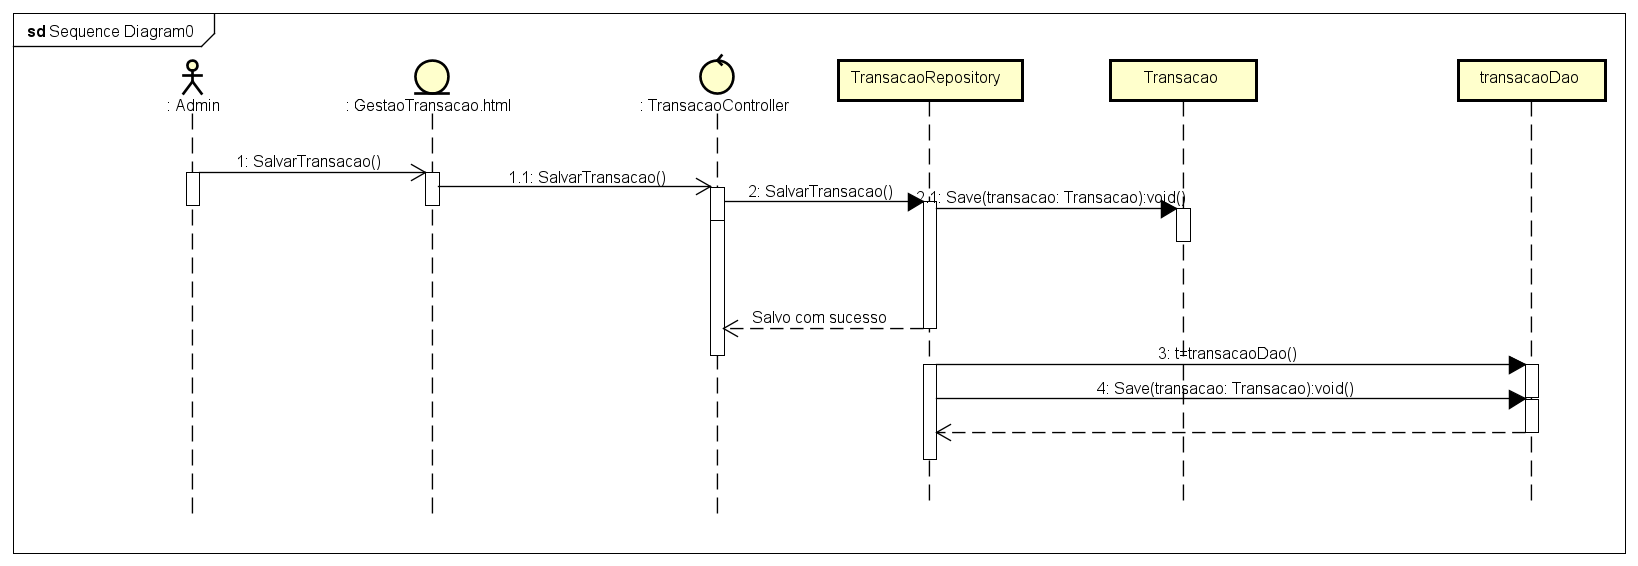 sd Sequence Diagram0
: Admin
: GestaoTransacao.html
: TransacaoController
TransacaoRepository
Transacao
transacaoDao
1: SalvarTransacao()
1.1: SalvarTransacao()
2: SalvarTransacao()
2.1: Save(transacao: Transacao):void()
Salvo com sucesso
3: t=transacaoDao()
4: Save(transacao: Transacao):void()